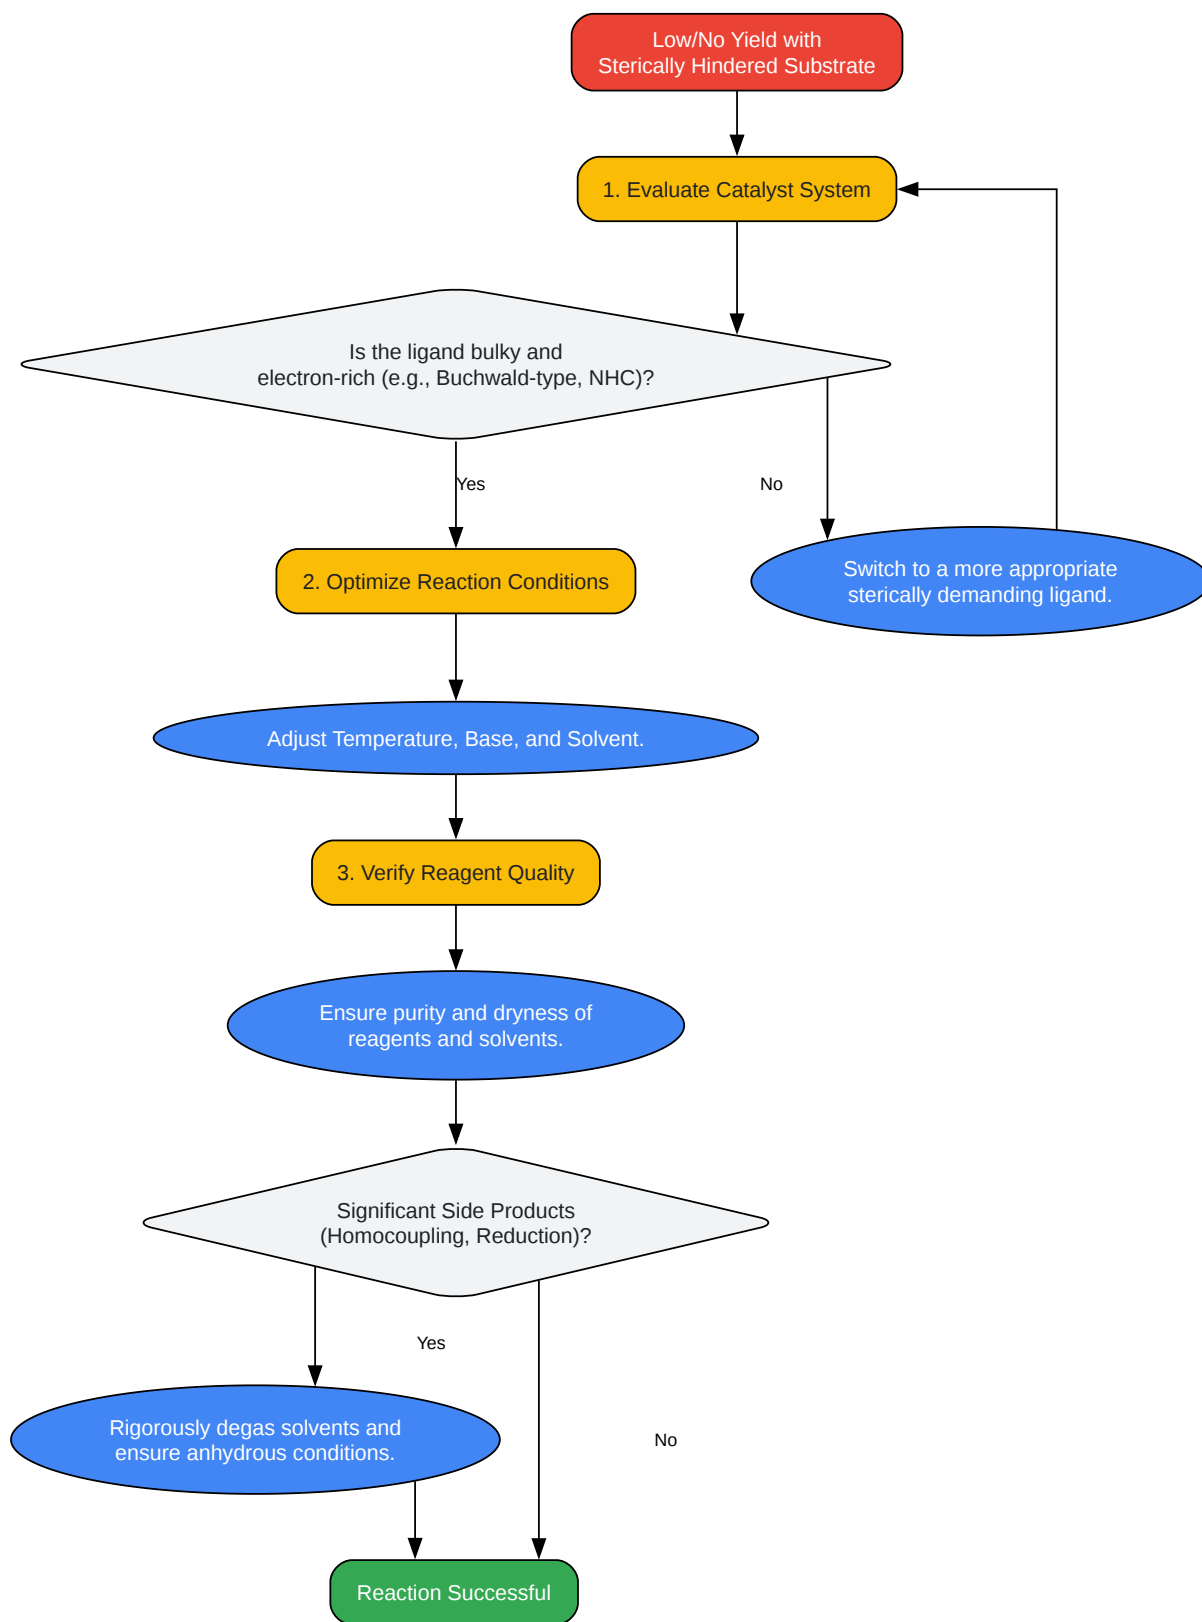 Low/No Yield with
Sterically Hindered Substrate
1. Evaluate Catalyst System
Is the ligand bulky and
electron-rich (e.g., Buchwald-type, NHC)?
Yes
No
2. Optimize Reaction Conditions
Switch to a more appropriate
sterically demanding ligand.
Adjust Temperature, Base, and Solvent.
3. Verify Reagent Quality
Ensure purity and dryness of
reagents and solvents.
Significant Side Products
(Homocoupling, Reduction)?
Yes
No
Rigorously degas solvents and
ensure anhydrous conditions.
Reaction Successful